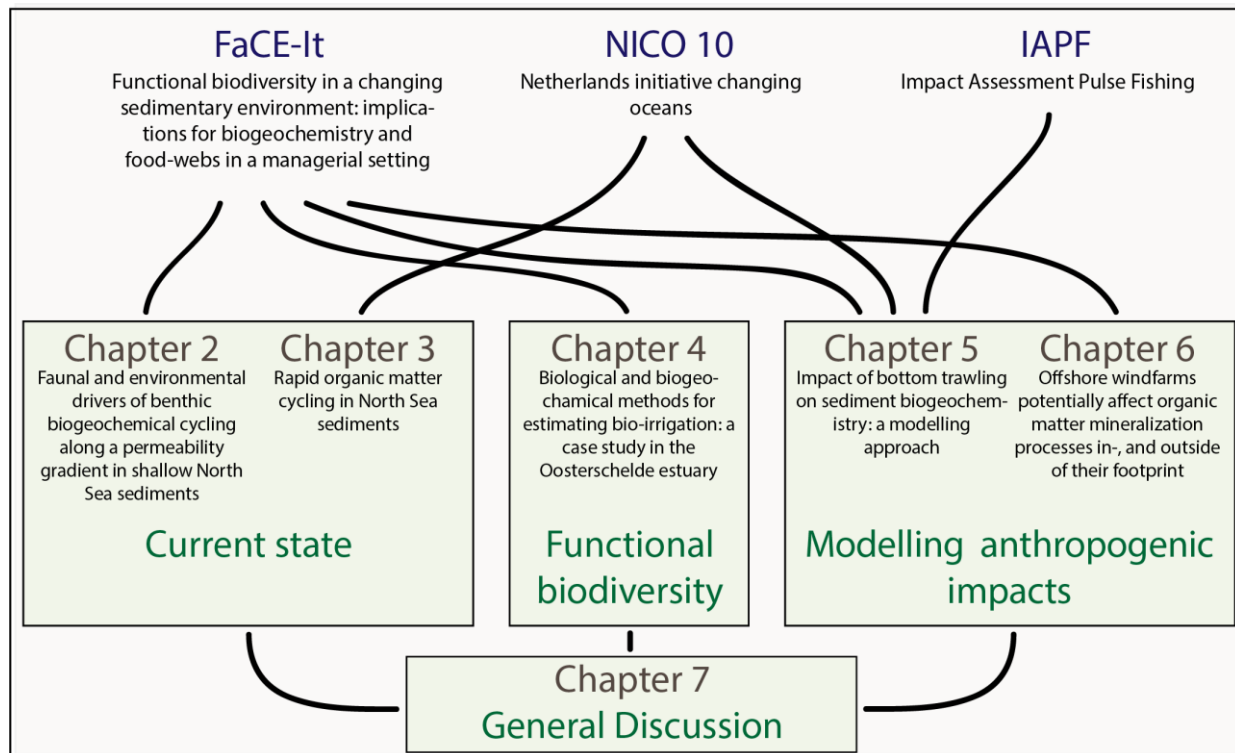 FaCE-It
Functional biodiversity in a changing
sedimentary environment: implica-
tions for biogeochemistry and
food-webs in a managerial setting
NICO 10
Netherlands initiative changing
oceans
IAPF
Impact Assessment Pulse Fishing
Chapter 2
Faunal and environmental
drivers of benthic
biogeochemical cycling
along a permeability
gradient in shallow North
Sea sediments
Chapter 3
Rapid organic matter
cycling in North Sea
sediments
Current state
Chapter 4
Biological and biogeo-
chamical methods for
estimating bio-irrigation: a
case study in the
Oosterschelde estuary
Functional
biodiversity
Chapter 5
Impact of bottom trawling
on sediment biogeochem-
istry: a modelling
approach
Chapter 6
Offshore windfarms
potentially affect organic
matter mineralization
processes in-, and outside
of their footprint
Modelling anthropogenic
impacts
Chapter 7
General Discussion